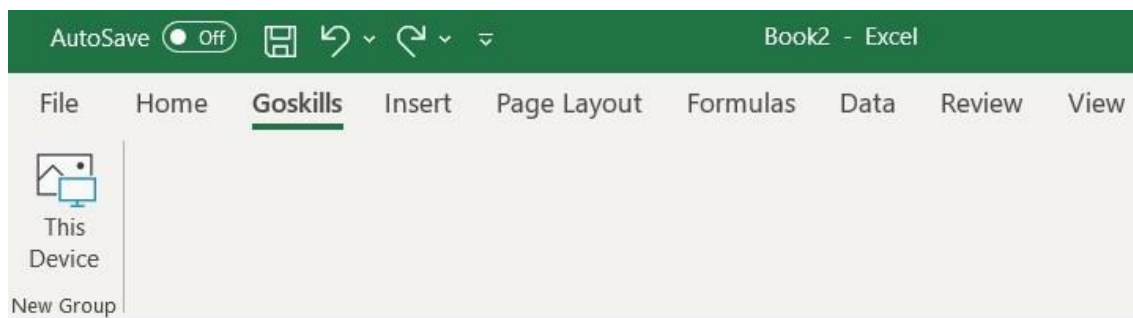 AutoSave Off Book2 - Excel
File Home Goskills Insert Page Layout Formulas Data Review View
This
Device
New Group